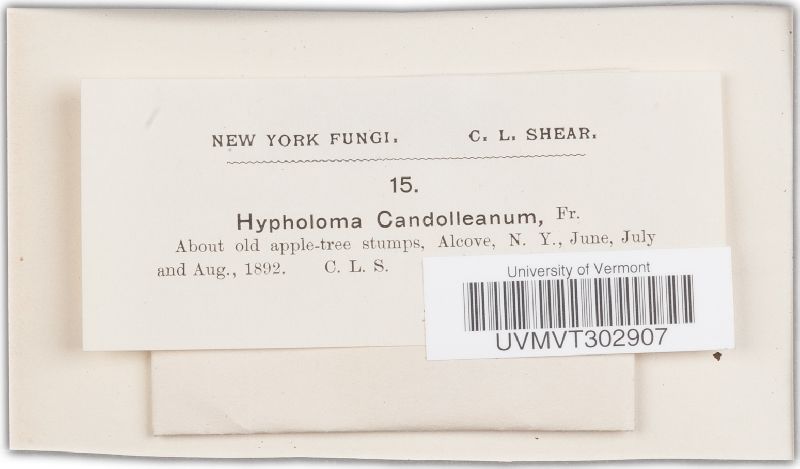 NEW YORK FUNGI. C. L. SHEAR.
15.
Hypholoma Candolleanum, Fr.
About old apple-tree stumps, Alcove, N. Y., June, July
and Aug., 1892. C. L. S.
University of Vermont
UVMVT302907